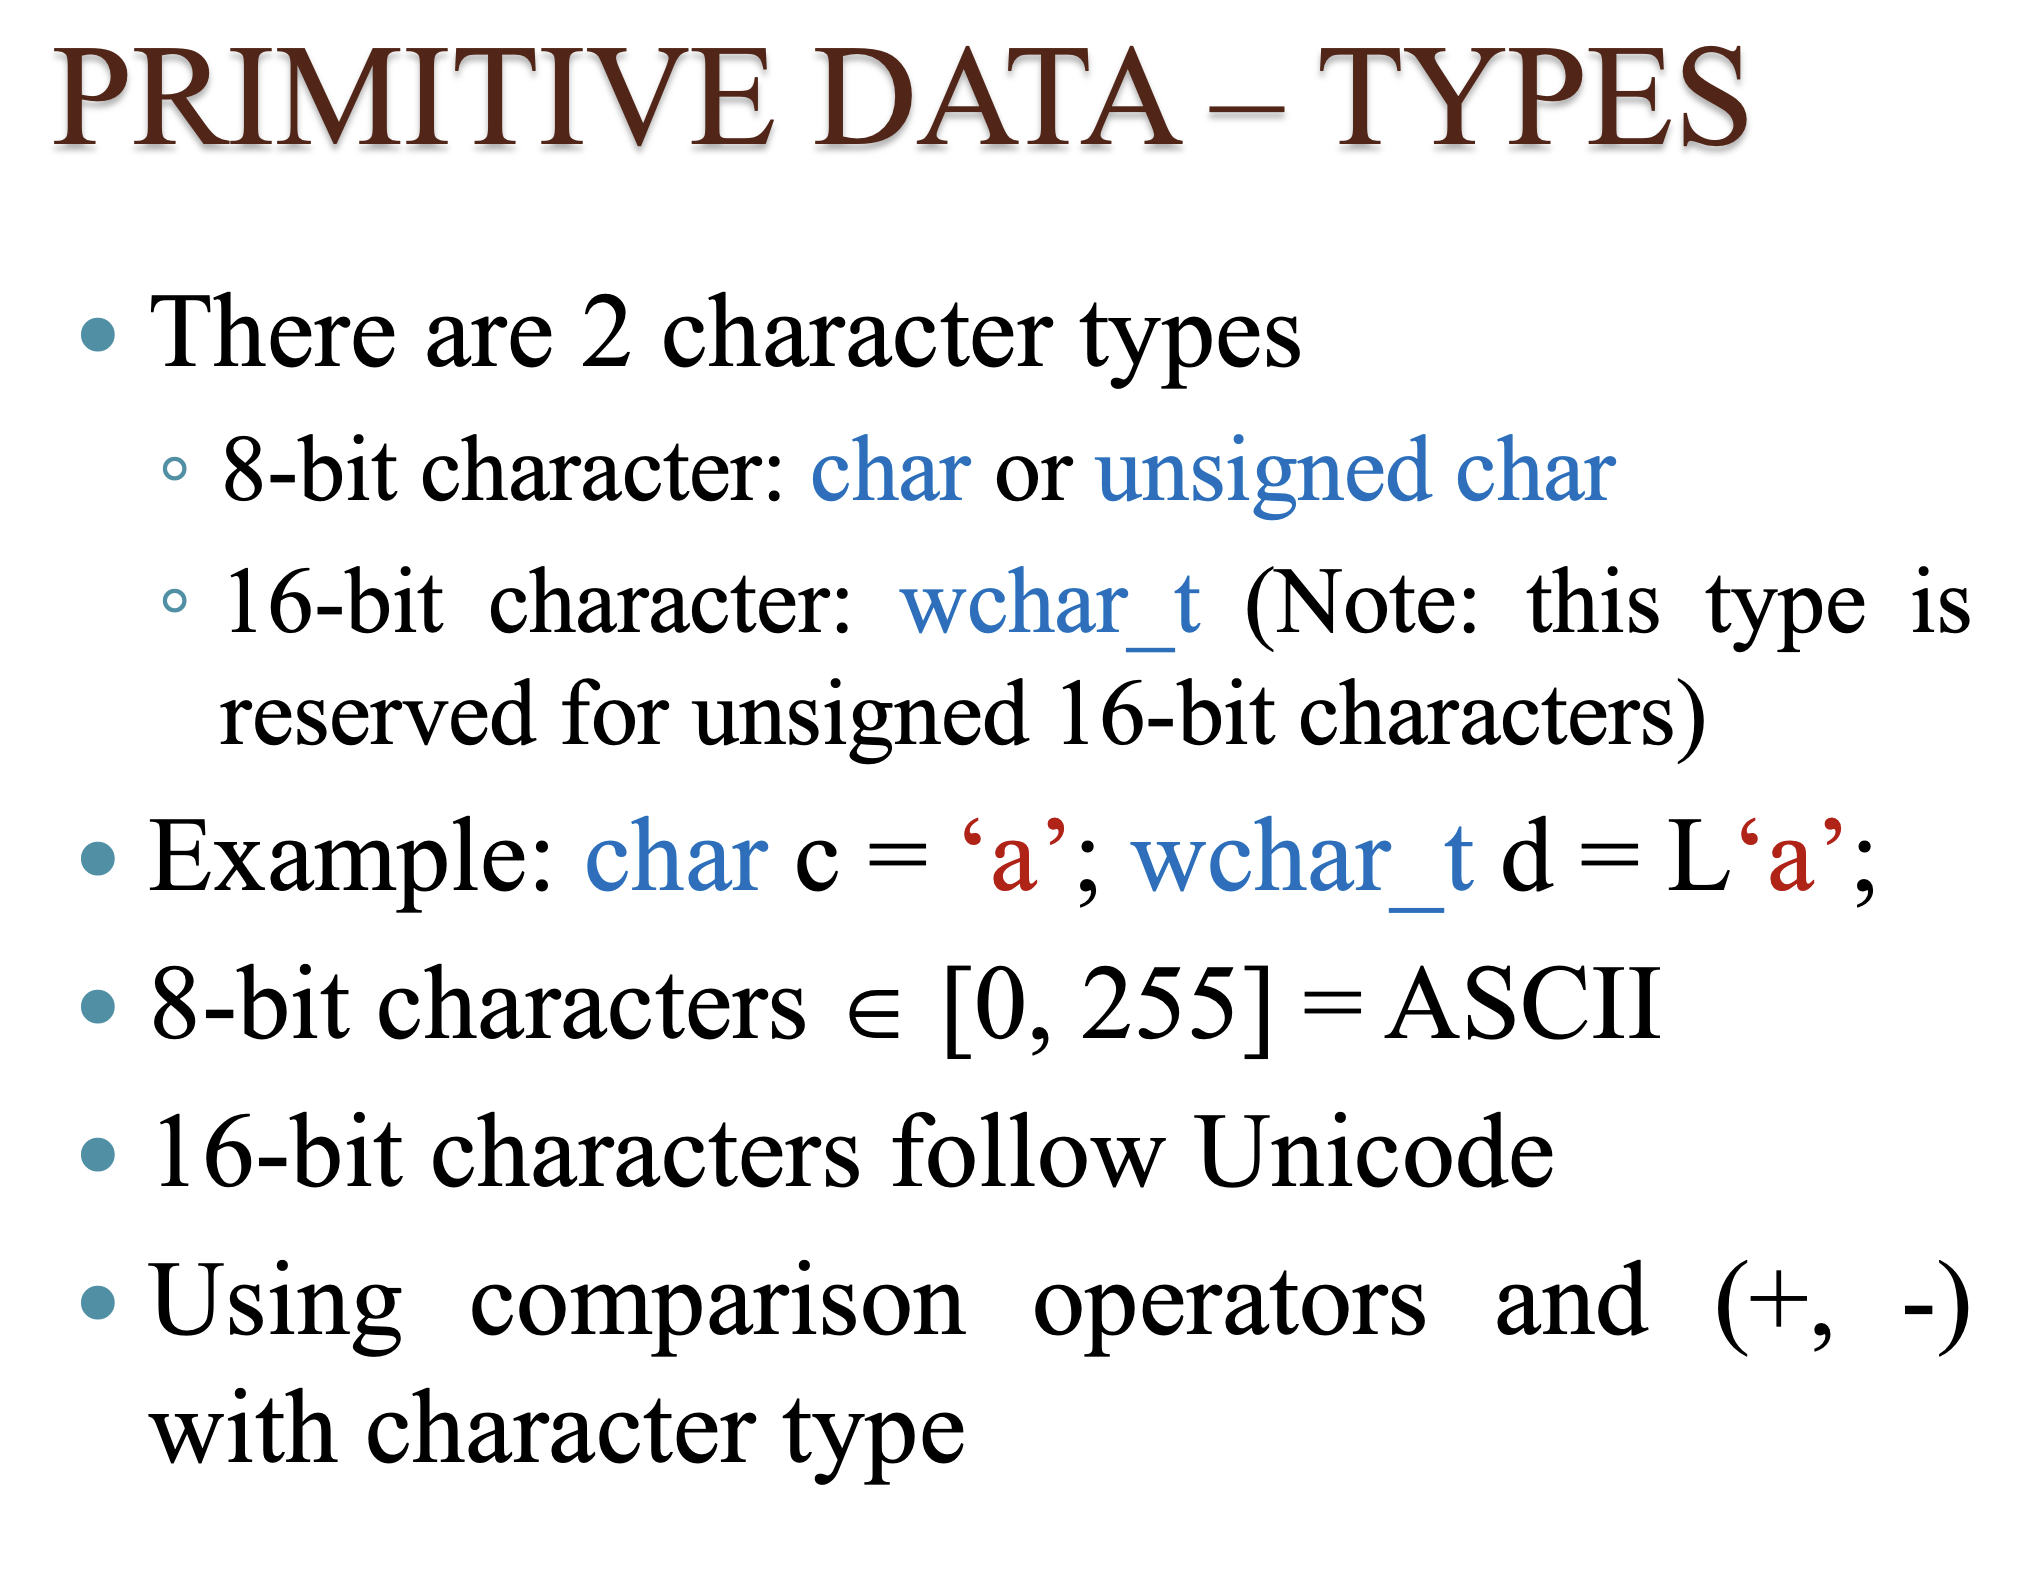 PRIMITIVE DATA – TYPES
• There are 2 character types
◦ 8-bit character: char or unsigned char
◦ 16-bit character: wchar_t (Note: this type is
reserved for unsigned 16-bit characters)
• Example: char c = ‘a’; wchar_t d = L‘a’;
• 8-bit characters ∈ [0, 255] = ASCII
• 16-bit characters follow Unicode
• Using comparison operators and (+, -)
with character type